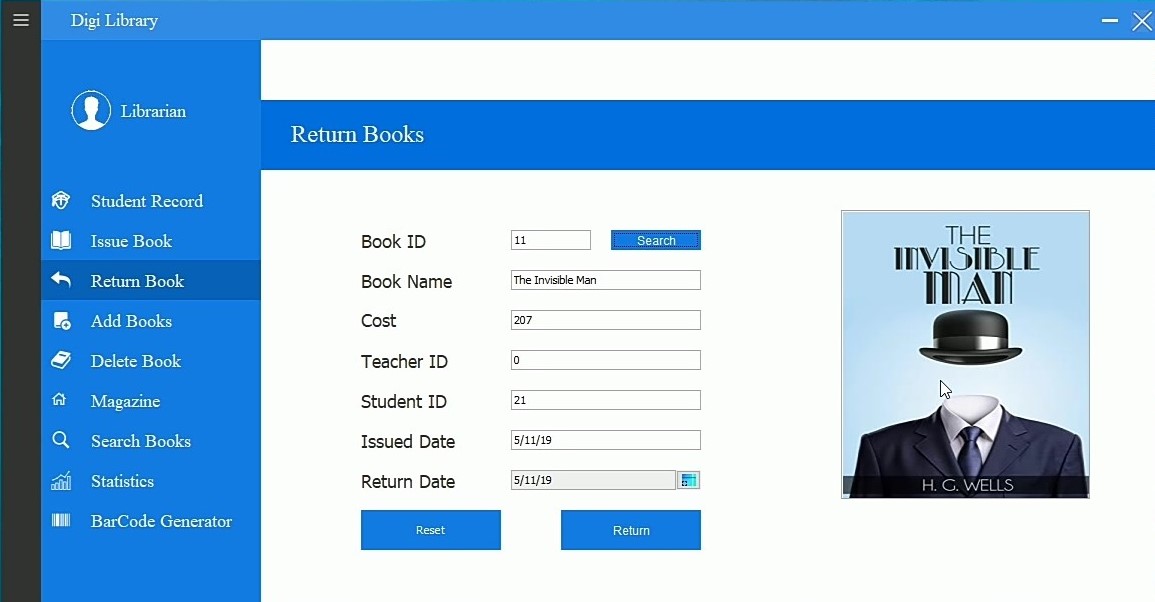 Digi Library
Librarian
Student Record
Issue Book
Return Book
Add Books
Delete Book
Magazine
Search Books
Statistics
BarCode Generator
Return Books
Book ID 11 Search
Book Name The Invisible Man
Cost 207
Teacher ID 0
Student ID 21
Issued Date 5/11/19
Return Date 5/11/19
Reset Return
THE
INVISIBLE
MAN
H. G. WELLS